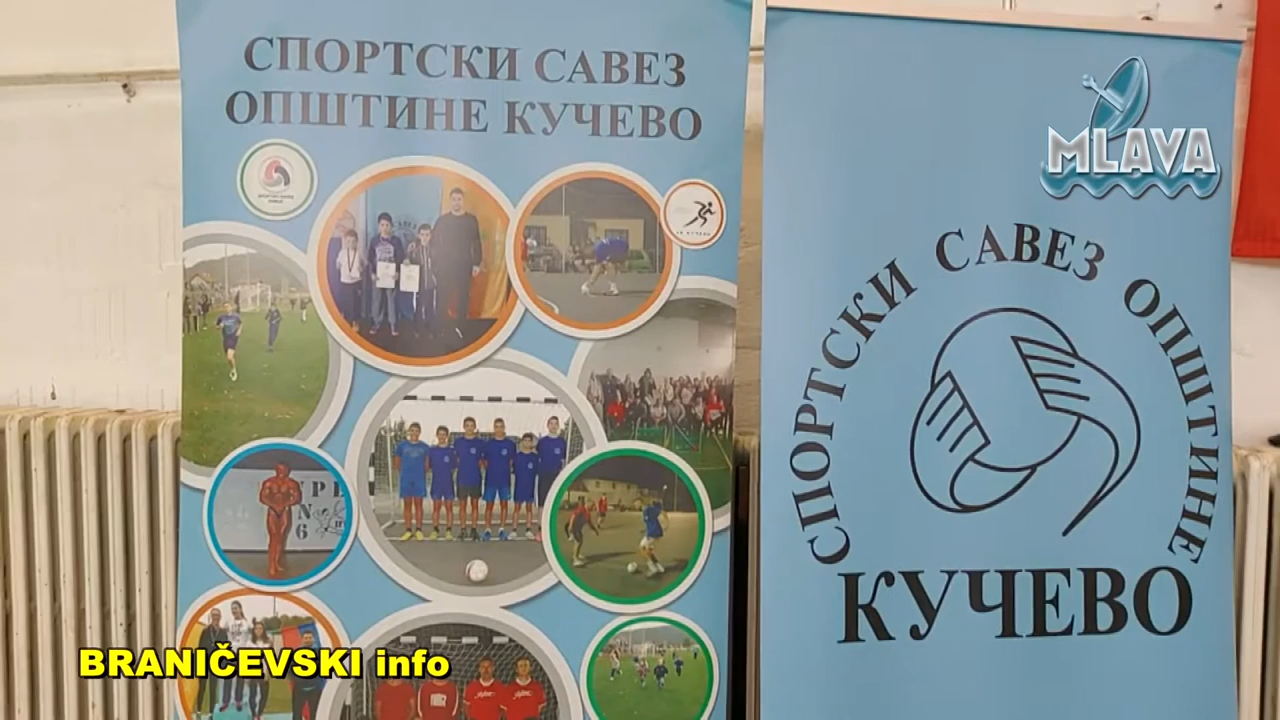 СПОРТСКИ САВЕЗ
ОПШТИНЕ КУЧЕВО
MLAVA
СПОРТСКИ САВЕЗ ОПШТИНЕ
КУЧЕВО
BRANIČEVSKI info